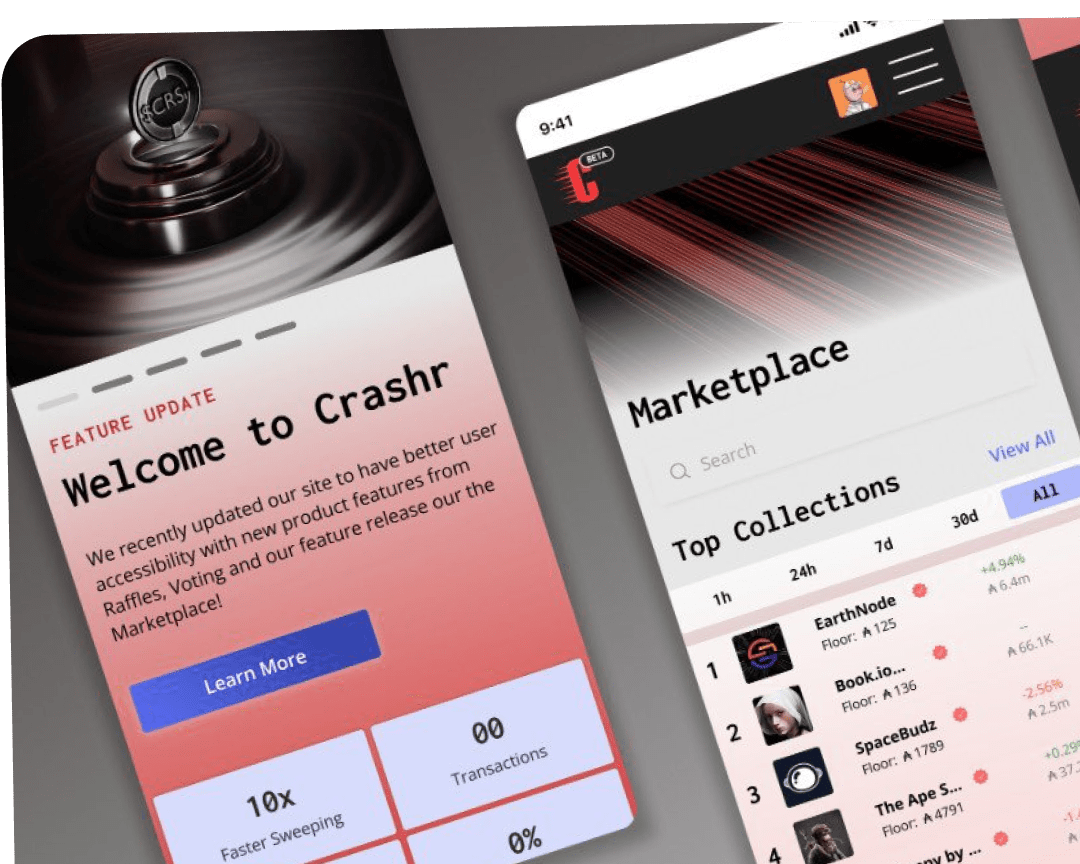 $CRSr
FEATURE UPDATE
Welcome to Crashr
We recently updated our site to have better user
accessibility with new product features from
Raffles, Voting and our feature release our the
Marketplace!
Learn More
10x
Faster Sweeping
00
Transactions
0%
9:41
C BETA
Marketplace
Search
Top Collections
View All
1h
24h
7d
30d
All
1
EarthNode
Floor: ₳ 125
+4.94%
₳ 6.4m
2
Book.io...
Floor: ₳ 136
--
₳ 66.1K
3
SpaceBudz
Floor: ₳ 1789
-2.56%
₳ 2.5m
4
The Ape S...
Floor: ₳ 4791
+0.29
₳ 37.
by ...
-1.
₳